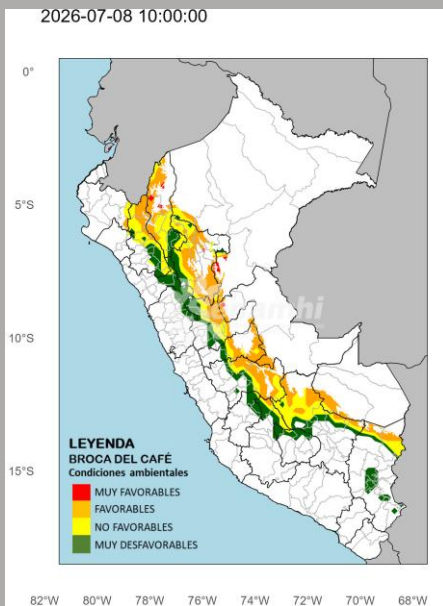 2026-07-08 10:00:00
0°
5°S
10°S
15°S
Senamhi
LEYENDA
BROCA DEL CAFÉ
Condiciones ambientales
MUY FAVORABLES
FAVORABLES
NO FAVORABLES
MUY DESFAVORABLES
82°W 80°W 78°W 76°W 74°W 72°W 70°W 68°W